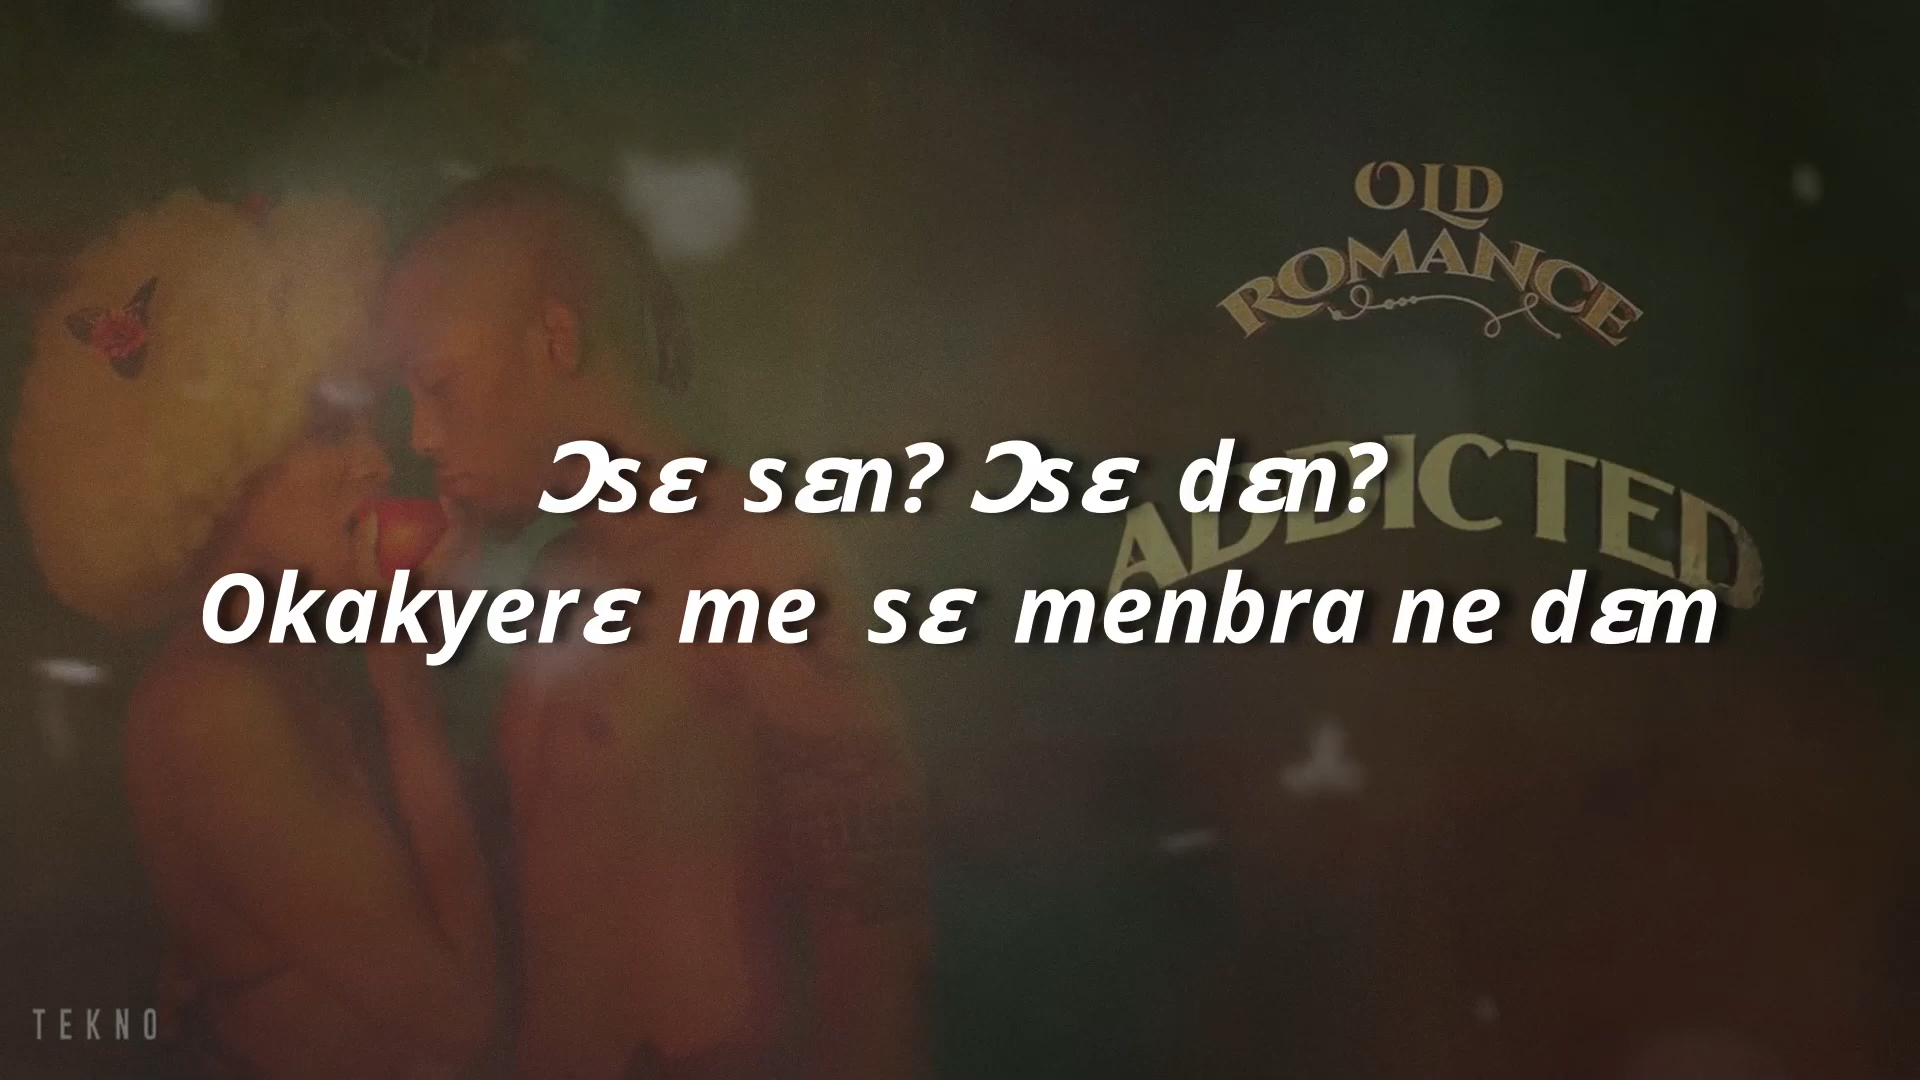 OLD
ROMANCE
ADDICTED
Ɔsɛ sɛn? Ɔsɛ dɛn?
Okakyerɛ me sɛ menbra ne dɛm
TEKNO